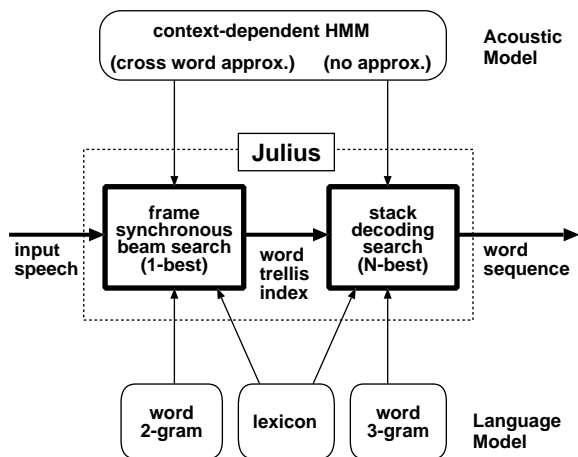 context-dependent HMM
(cross word approx.) (no approx.)
Acoustic
Model
Julius
frame
synchronous
beam search
(1-best)
stack
decoding
search
(N-best)
input
speech
word
trellis
index
word
sequence
word
2-gram
lexicon
word
3-gram
Language
Model